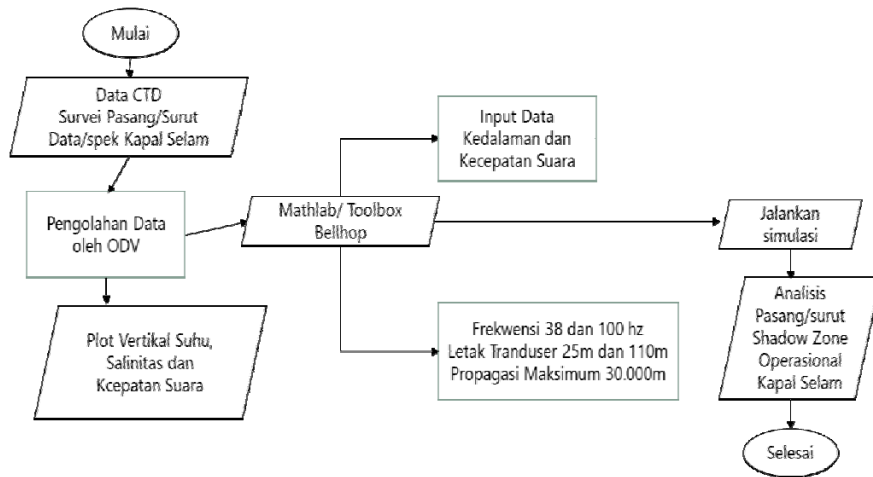 Mulai
Data CTD
Survei Pasang/Surut
Data/spek Kapal Selam
Pengolahan Data
oleh ODV
Plot Vertikal Suhu,
Salinitas dan
Kcepatan Suara
Mathlab/ Toolbox
Bellhop
Input Data
Kedalaman dan
Kecepatan Suara
Frekwensi 38 dan 100 hz
Letak Tranduser 25m dan 110m
Propagasi Maksimum 30.000m
Jalankan
simulasi
Analisis
Pasang/surut
Shadow Zone
Operasional
Kapal Selam
Selesai